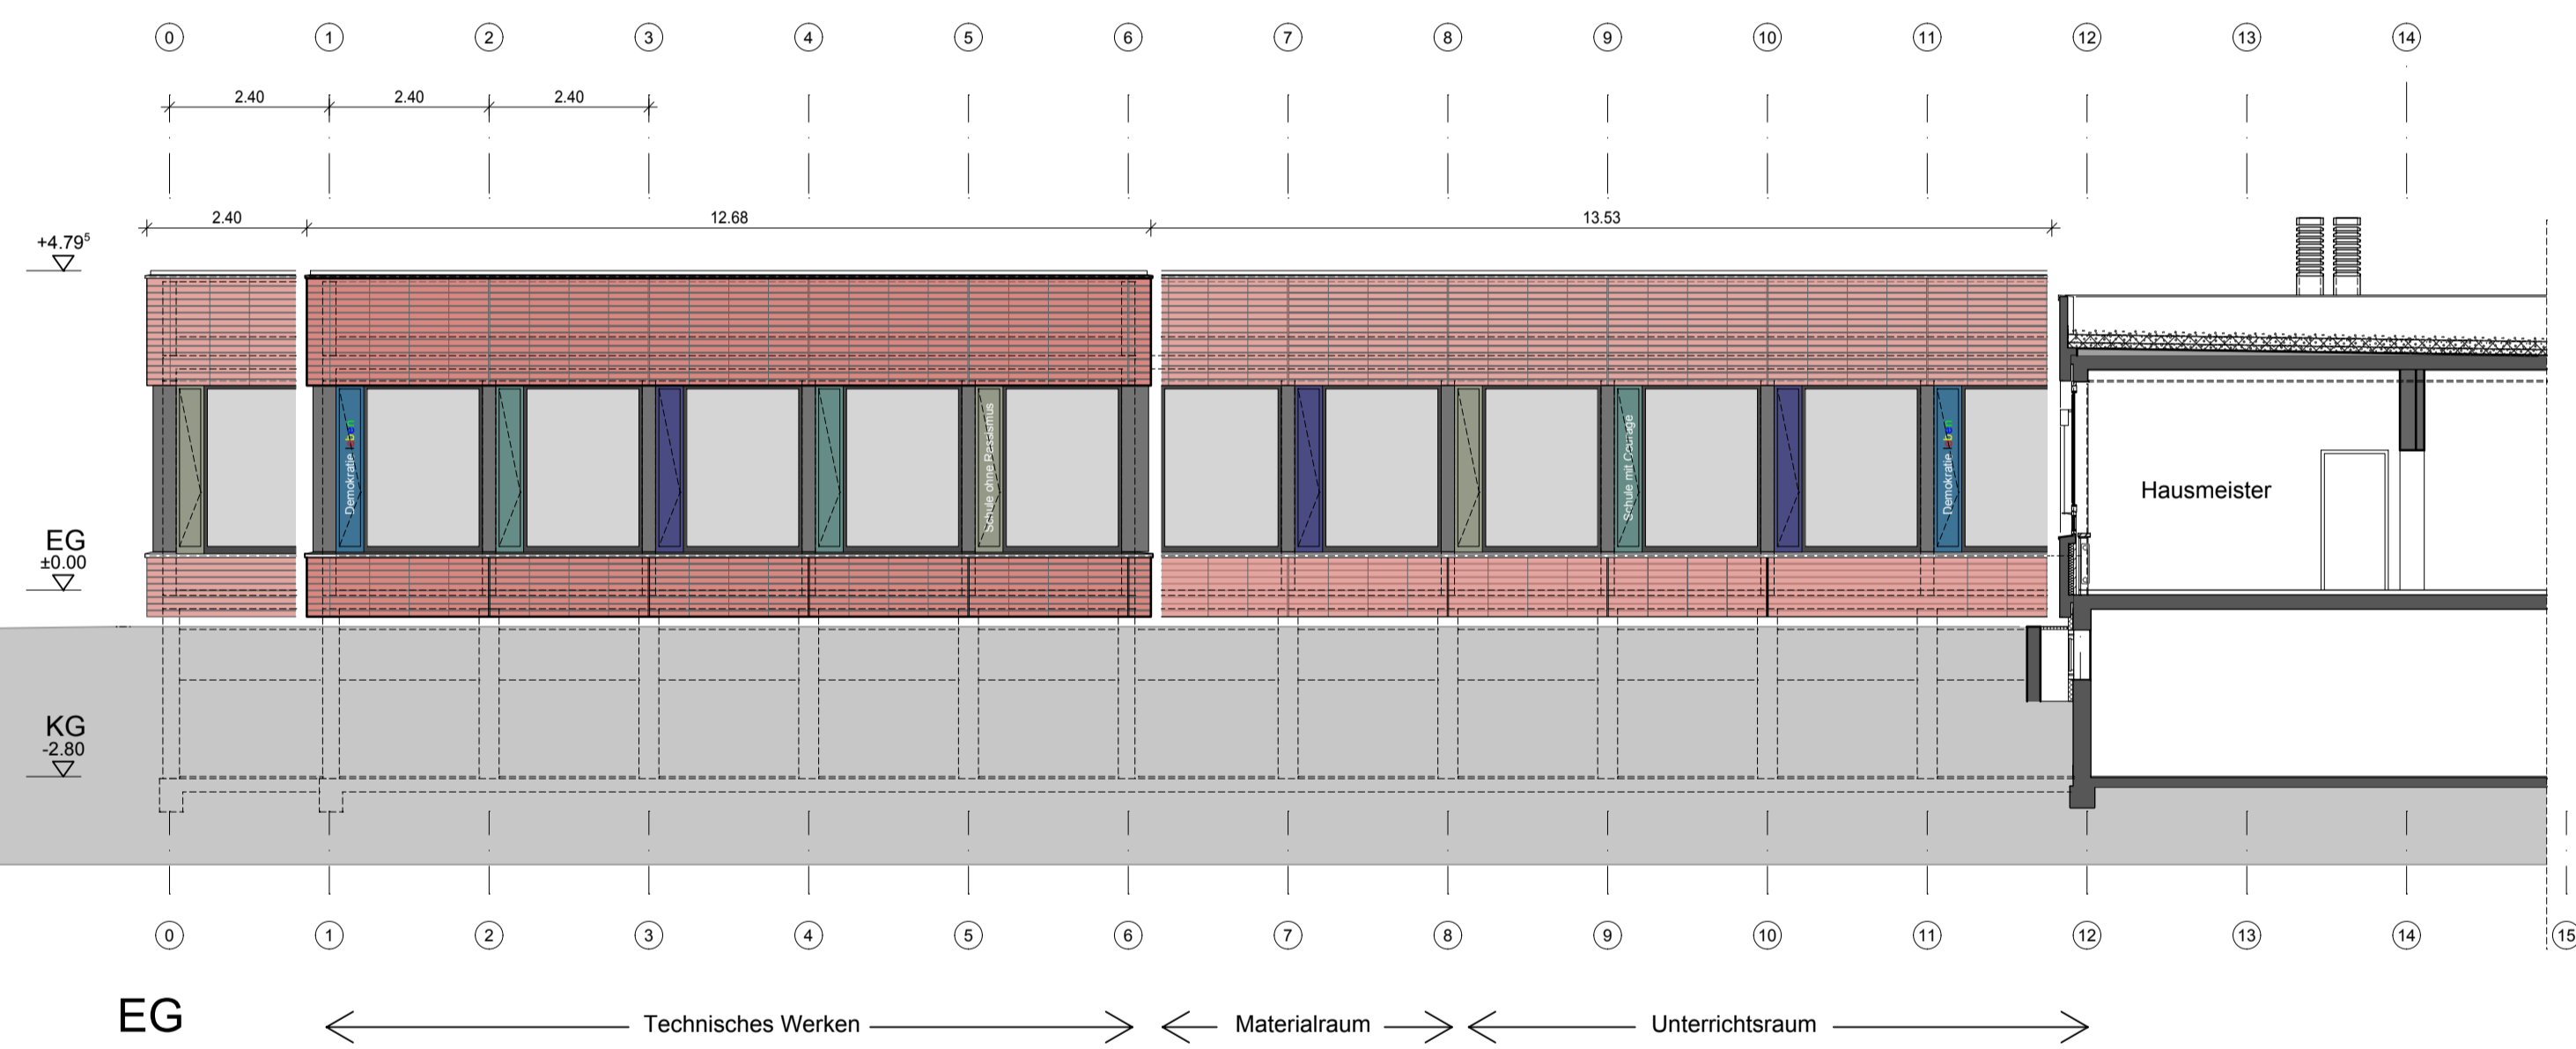 0 1 2 3 4 5 6 7 8 9 10 11 12 13 14
2.40 2.40 2.40
2.40 12.68 13.53
+4.79⁵
Demokratie leben
Schule ohne Rassismus
Schule mit Courage
Demokratie leben
Hausmeister
EG
±0.00
KG
-2.80
0 1 2 3 4 5 6 7 8 9 10 11 12 13 14 15
EG
Technisches Werken Materialraum Unterrichtsraum